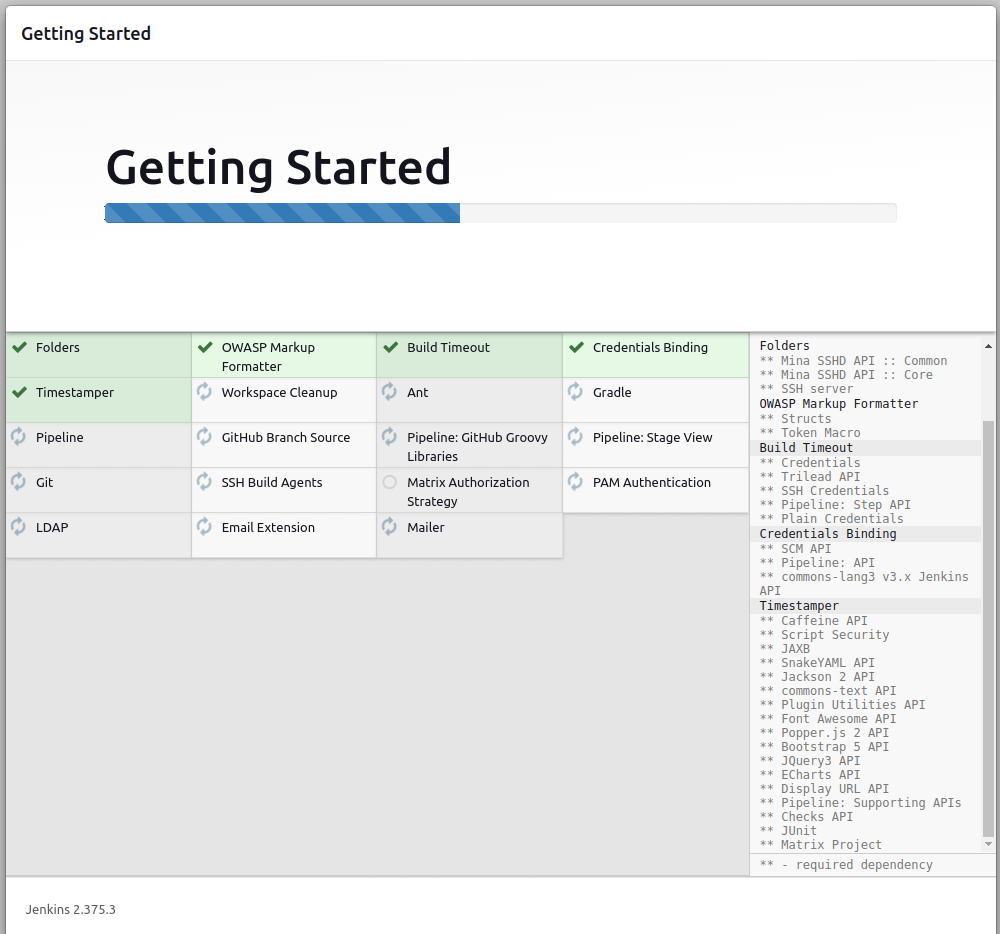 Getting Started
Getting Started
Folders
OWASP Markup
Formatter
Build Timeout
Credentials Binding
Timestamper
Workspace Cleanup
Ant
Gradle
Pipeline
GitHub Branch Source
Pipeline: GitHub Groovy
Libraries
Pipeline: Stage View
Git
SSH Build Agents
Matrix Authorization
Strategy
PAM Authentication
LDAP
Email Extension
Mailer
Folders
** Mina SSHD API :: Common
** Mina SSHD API :: Core
** SSH server
OWASP Markup Formatter
** Structs
** Token Macro
Build Timeout
** Credentials
** Trilead API
** SSH Credentials
** Pipeline: Step API
** Plain Credentials
Credentials Binding
** SCM API
** Pipeline: API
** commons-lang3 v3.x Jenkins
API
Timestamper
** Caffeine API
** Script Security
** JAXB
** SnakeYAML API
** Jackson 2 API
** commons-text API
** Plugin Utilities API
** Font Awesome API
** Popper.js 2 API
** Bootstrap 5 API
** JQuery3 API
** ECharts API
** Display URL API
** Pipeline: Supporting APIs
** Checks API
** JUnit
** Matrix Project
** - required dependency
Jenkins 2.375.3